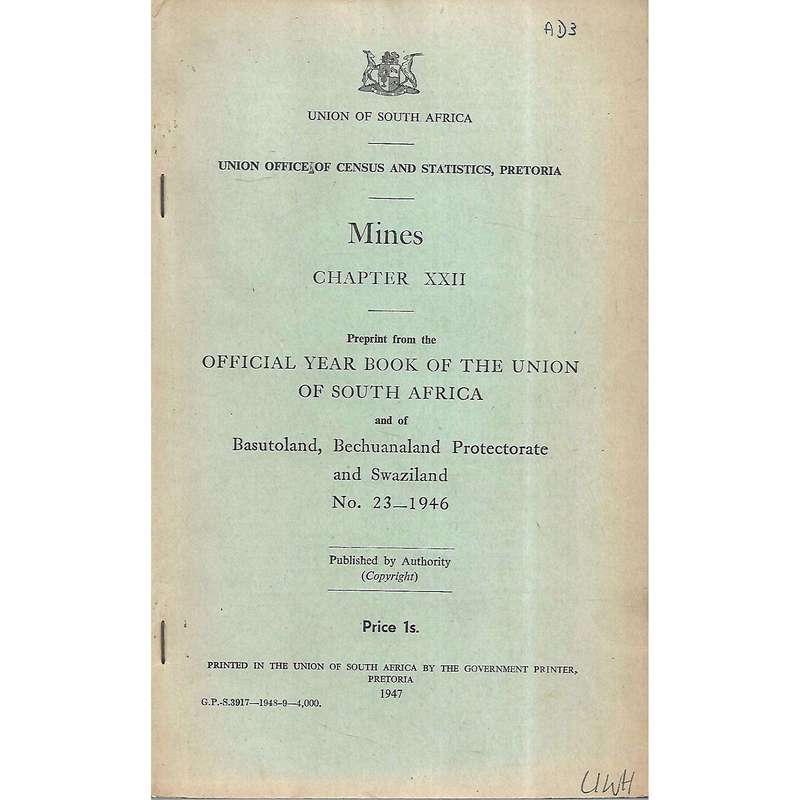 AD3
UNION OF SOUTH AFRICA
UNION OFFICE OF CENSUS AND STATISTICS, PRETORIA
Mines
CHAPTER XXII
Preprint from the
OFFICIAL YEAR BOOK OF THE UNION
OF SOUTH AFRICA
and of
Basutoland, Bechuanaland Protectorate
and Swaziland
No. 23—1946
Published by Authority
(Copyright)
Price 1s.
PRINTED IN THE UNION OF SOUTH AFRICA BY THE GOVERNMENT PRINTER,
PRETORIA
1947
G.P.-S.3917—1948-9—4,000.